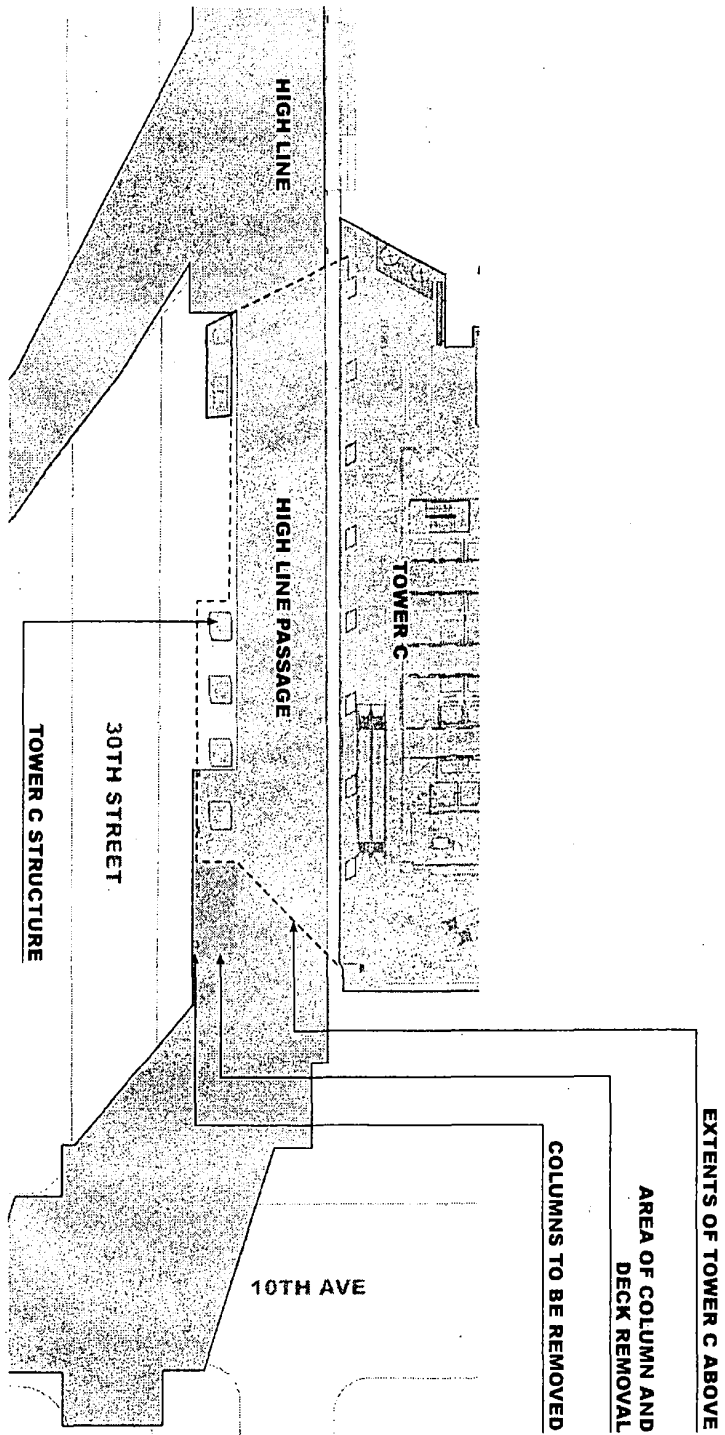 HIGH LINE
HIGH LINE PASSAGE
TOWER C
30TH STREET
TOWER C STRUCTURE
10TH AVE
EXTENTS OF TOWER C ABOVE
AREA OF COLUMN AND
DECK REMOVAL
COLUMNS TO BE REMOVED